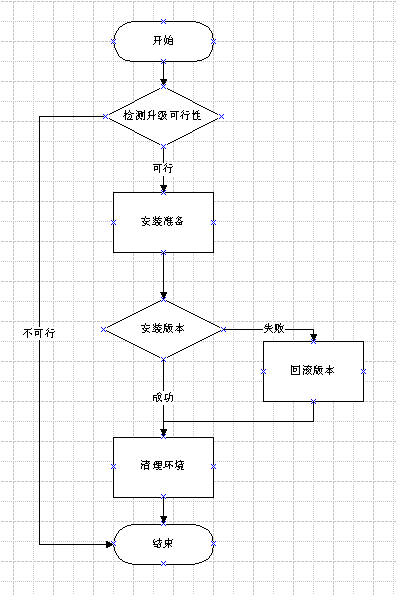 开始
检测升级可行性
可行
安装准备
安装版本
失败
不可行
回滚版本
成功
清理环境
结束